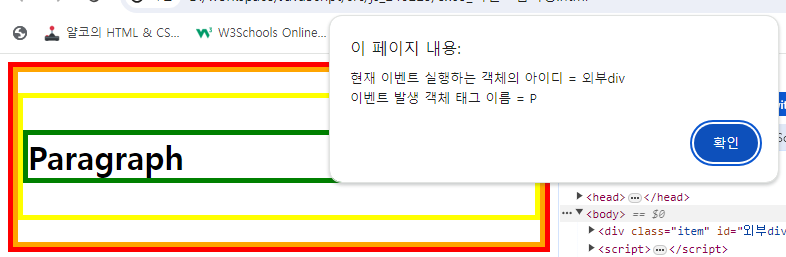 얄코의 HTML & CS...
W3Schools Online...
이 페이지 내용:
현재 이벤트 실행하는 객체의 아이디 = 외부div
이벤트 발생 객체 태그 이름 = P
확인
Paragraph
<head> ... </head>
... <body> == $0
<div class="item" id="외부div
<script> ... </script>